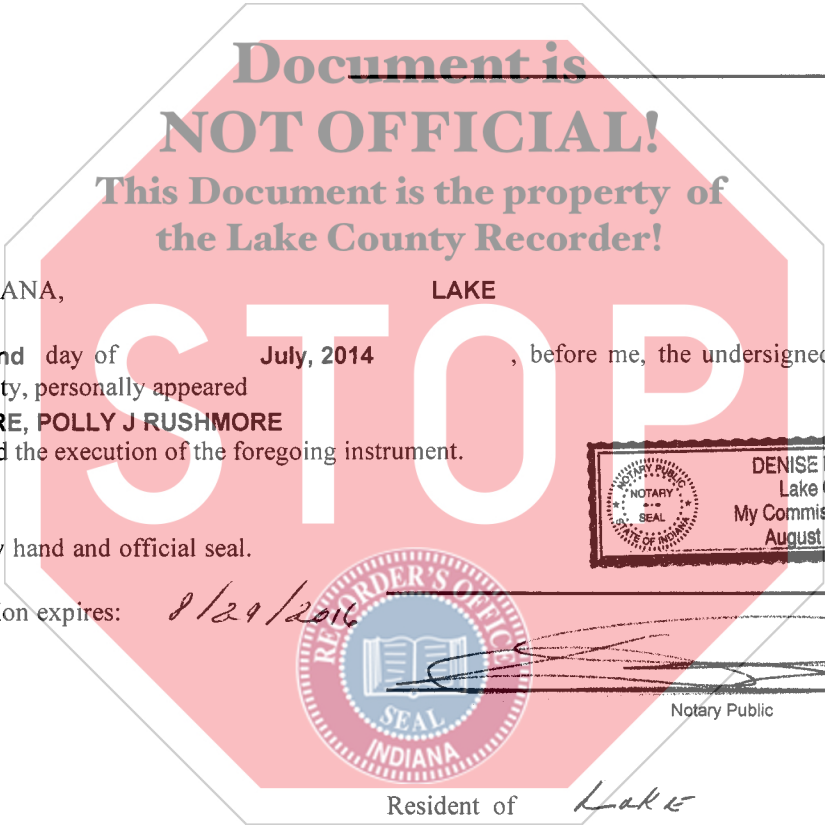 Document is
NOT OFFICIAL!
This Document is the property of
the Lake County Recorder!
ANA, LAKE
STOP
nd day of July, 2014 , before me, the undersigned
ty, personally appeared
RE, POLLY J RUSHMORE
d the execution of the foregoing instrument.
NOTARY PUBLIC
NOTARY
SEAL
STATE OF INDIANA
DENISE
Lake
My Commis
August
y hand and official seal.
ion expires: 8/29/2016
RECORDER'S OFFICE
SEAL
INDIANA
Notary Public
Resident of Lake